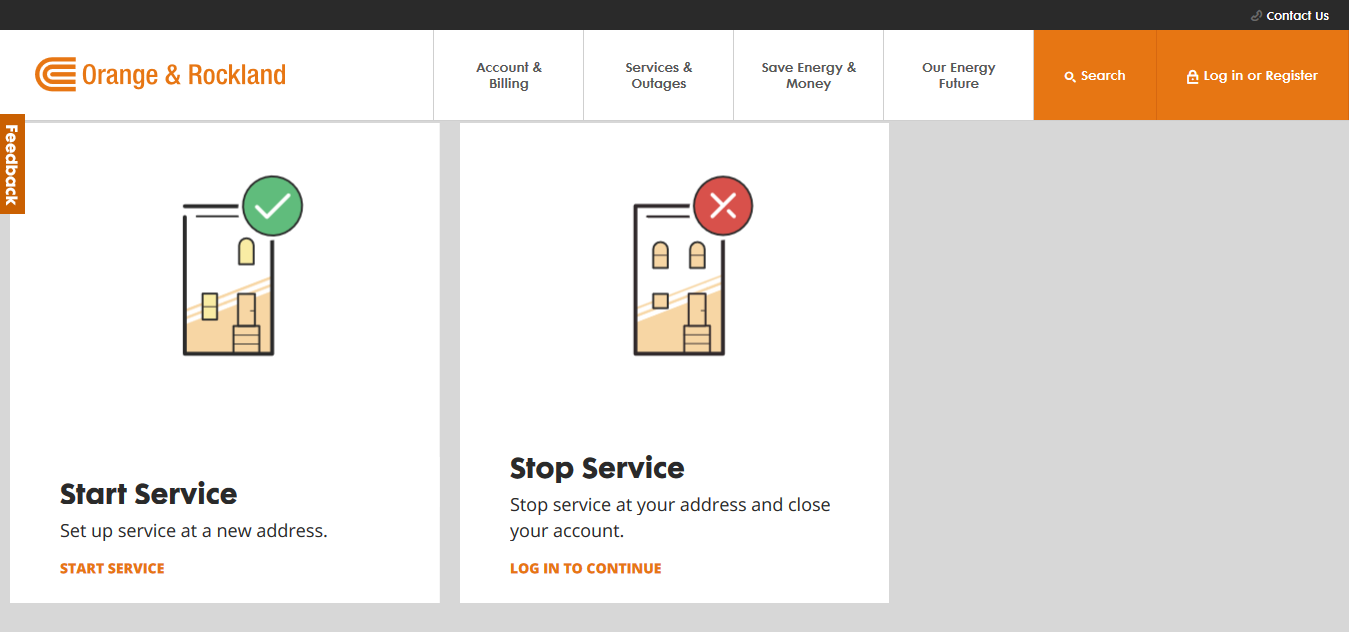 Contact Us
Orange & Rockland
Account &
Billing
Services &
Outages
Save Energy &
Money
Our Energy
Future
Search
Log in or Register
Feedback
Start Service
Set up service at a new address.
START SERVICE
Stop Service
Stop service at your address and close
your account.
LOG IN TO CONTINUE